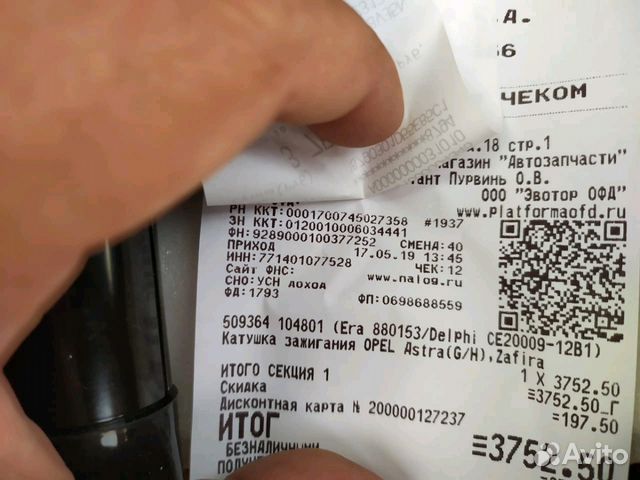 .А.
66
ЧЕКОМ
.18 стр.1
агазин "Автозапчасти"
ант Пурвинь О.В.
ООО "Эвотор ОФД"
www.platformaofd.ru
РН ККТ:0001700745027358 #1937
ЗН ККТ:01200010006034441
ФН:9289000100377252 СМЕНА:40
ПРИХОД 17.05.19 13:45
ИНН:771401077528 ЧЕК:12
Сайт ФНС: www.nalog.ru
СНО:УСН доход
ФД:1793 ФП:0698688559
509364 104801 (Era 880153/Delphi CE20009-12B1)
Катушка зажигания OPEL Astra(G/H),Zafira
1 X 3752.50
ИТОГО СЕКЦИЯ 1 ≡3752.50_Г
Скидка ≡197.50
Дисконтная карта № 200000127237
ИТОГ ≡3752.50
БЕЗНАЛИЧНЫМИ
Avito